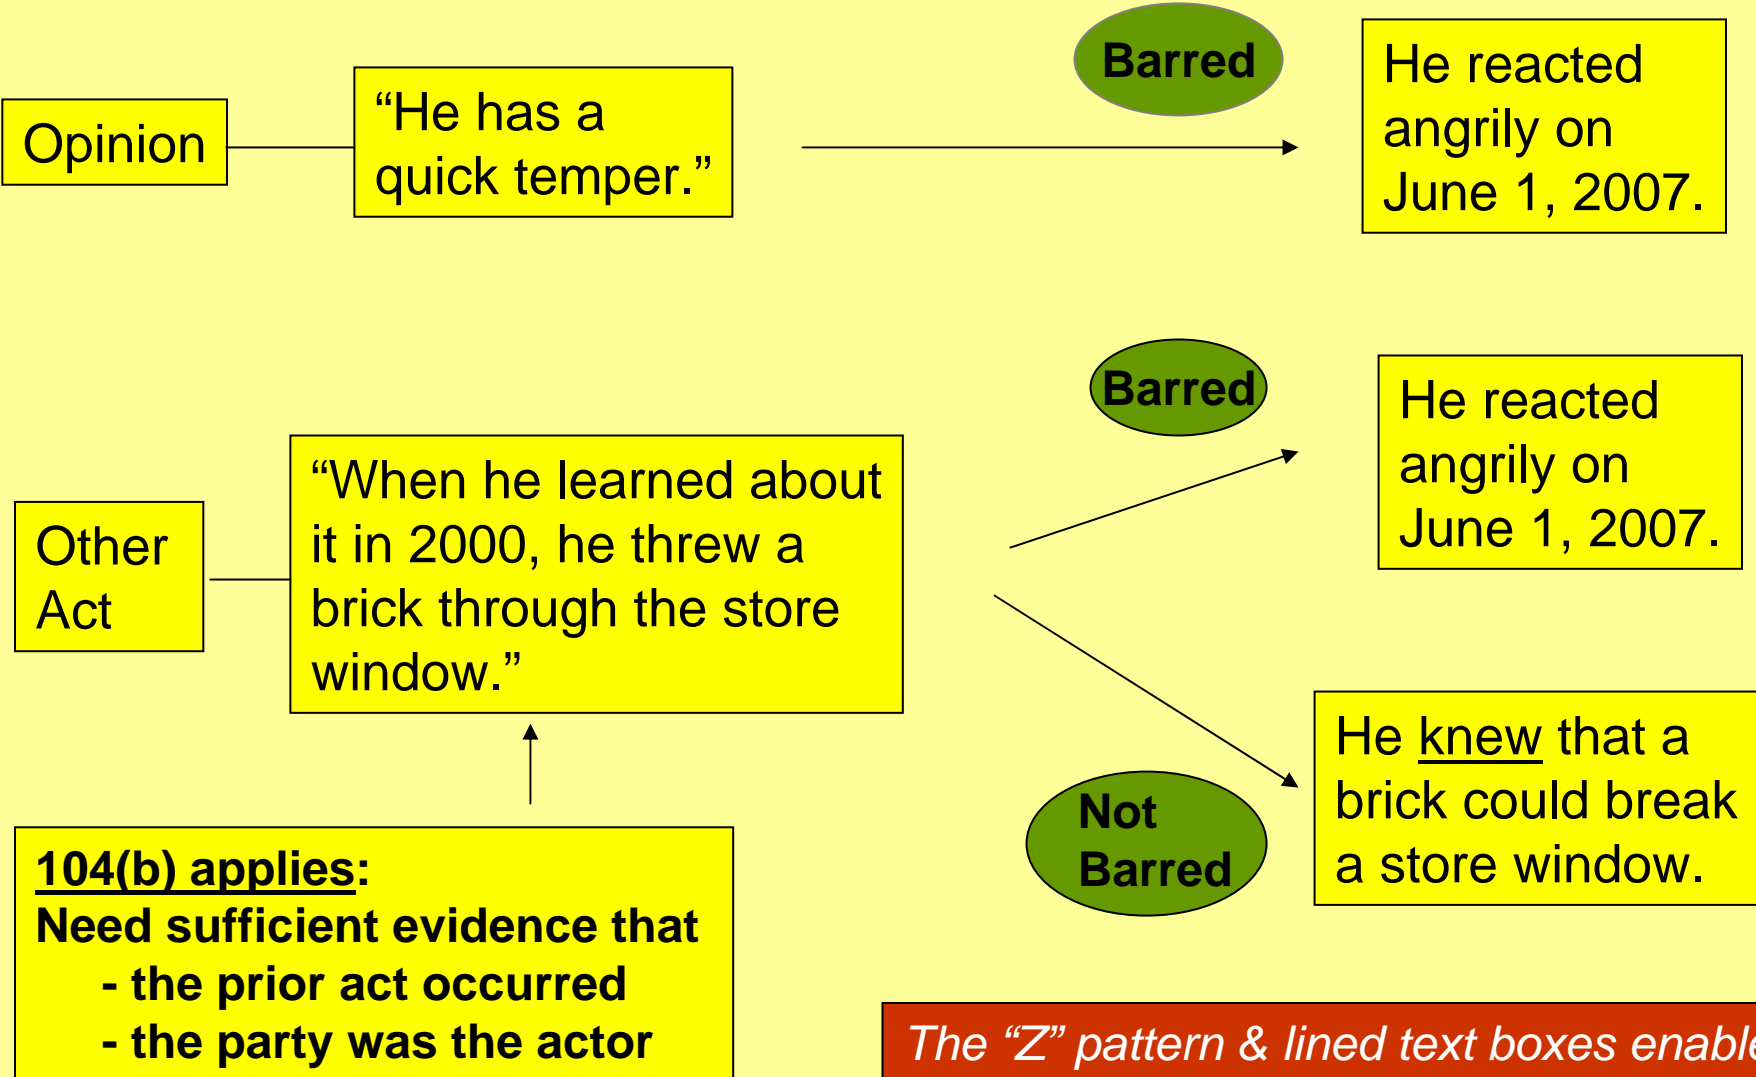 Opinion
“He has a
quick temper.”
Barred
He reacted
angrily on
June 1, 2007.
Other
Act
“When he learned about
it in 2000, he threw a
brick through the store
window.”
Barred
He reacted
angrily on
June 1, 2007.
Not
Barred
He knew that a
brick could break
a store window.
104(b) applies:
Need sufficient evidence that
- the prior act occurred
- the party was the actor
The “Z” pattern & lined text boxes enable